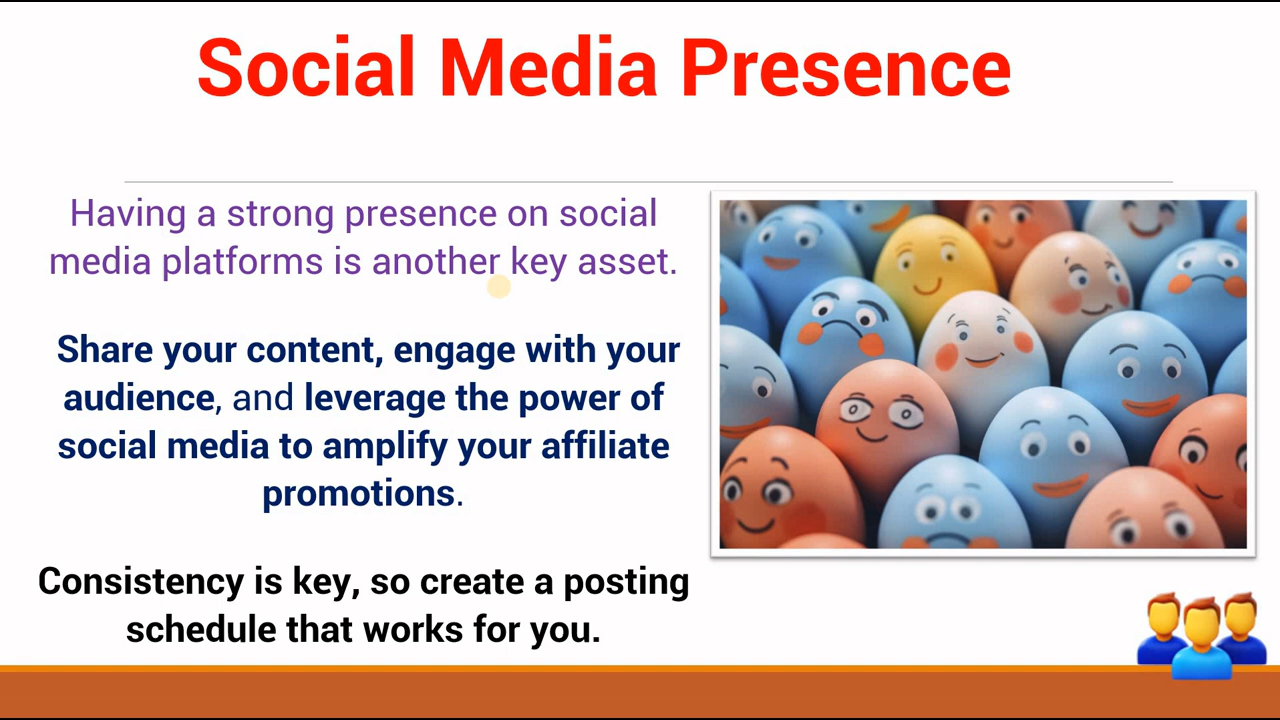 Social Media Presence
Having a strong presence on social
media platforms is another key asset.
Share your content, engage with your
audience, and leverage the power of
social media to amplify your affiliate
promotions.
Consistency is key, so create a posting
schedule that works for you.